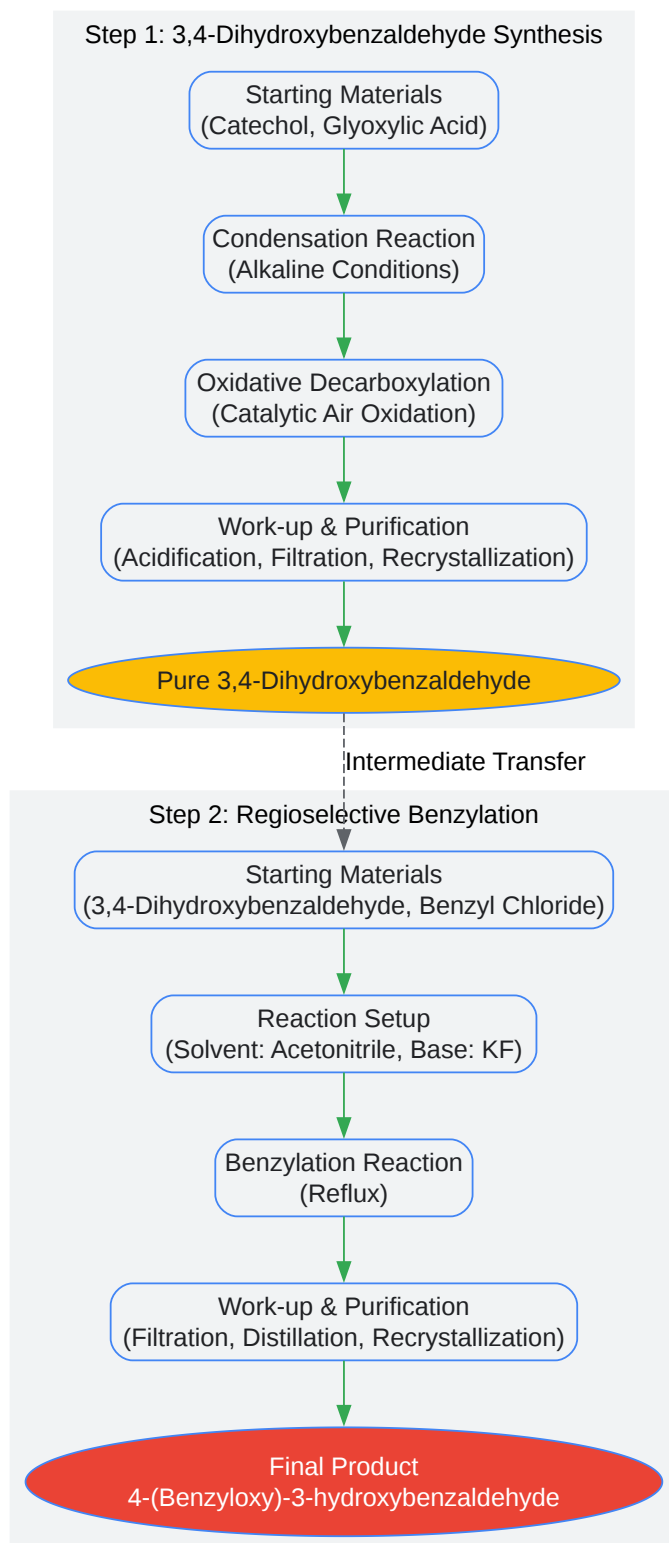 Step 1: 3,4-Dihydroxybenzaldehyde Synthesis
Starting Materials
(Catechol, Glyoxylic Acid)
Condensation Reaction
(Alkaline Conditions)
Oxidative Decarboxylation
(Catalytic Air Oxidation)
Work-up & Purification
(Acidification, Filtration, Recrystallization)
Pure 3,4-Dihydroxybenzaldehyde
Intermediate Transfer
Step 2: Regioselective Benzylation
Starting Materials
(3,4-Dihydroxybenzaldehyde, Benzyl Chloride)
Reaction Setup
(Solvent: Acetonitrile, Base: KF)
Benzylation Reaction
(Reflux)
Work-up & Purification
(Filtration, Distillation, Recrystallization)
Final Product
4-(Benzyloxy)-3-hydroxybenzaldehyde